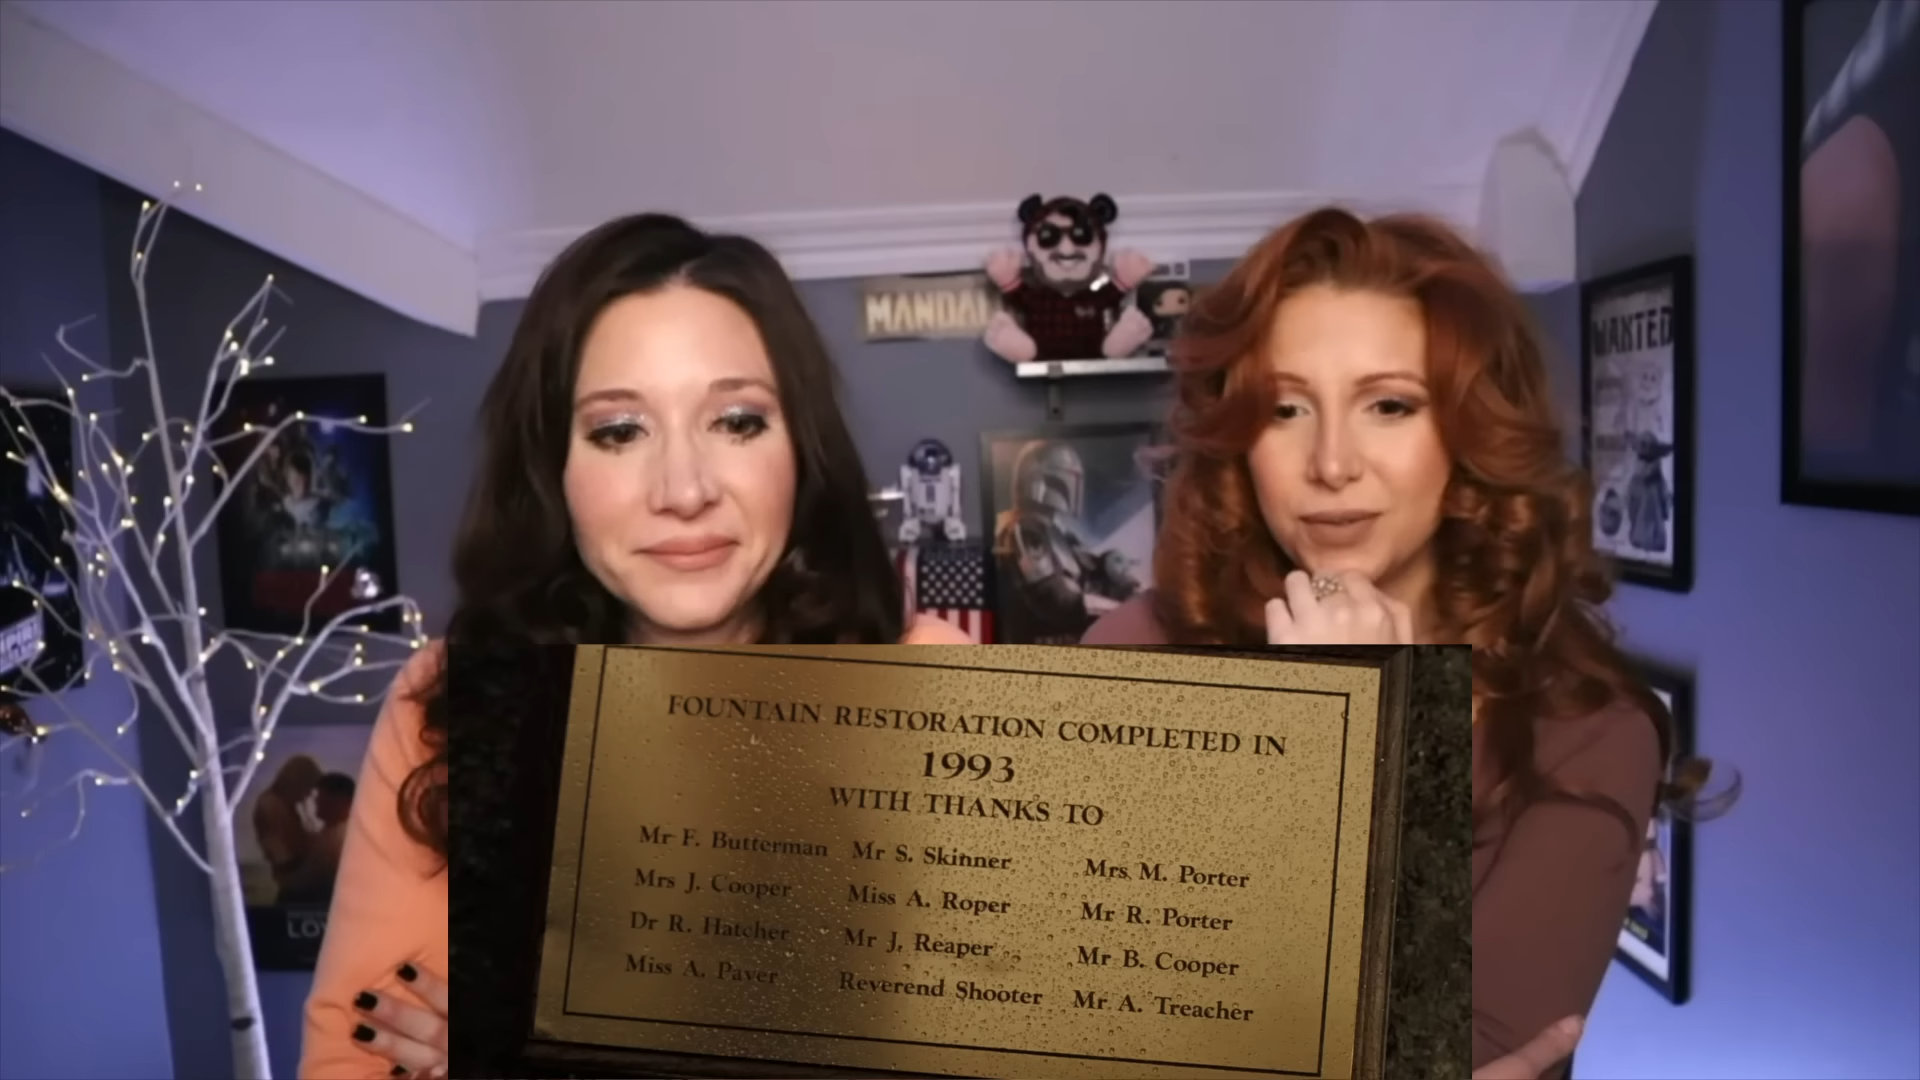 MANDAL
WANTED
FOUNTAIN RESTORATION COMPLETED IN
1993
WITH THANKS TO
Mr F. Butterman Mr S. Skinner Mrs M. Porter
Mrs J. Cooper Miss A. Roper Mr R. Porter
Dr R. Hatcher Mr J. Reaper Mr B. Cooper
Miss A. Paver Reverend Shooter Mr A. Treacher